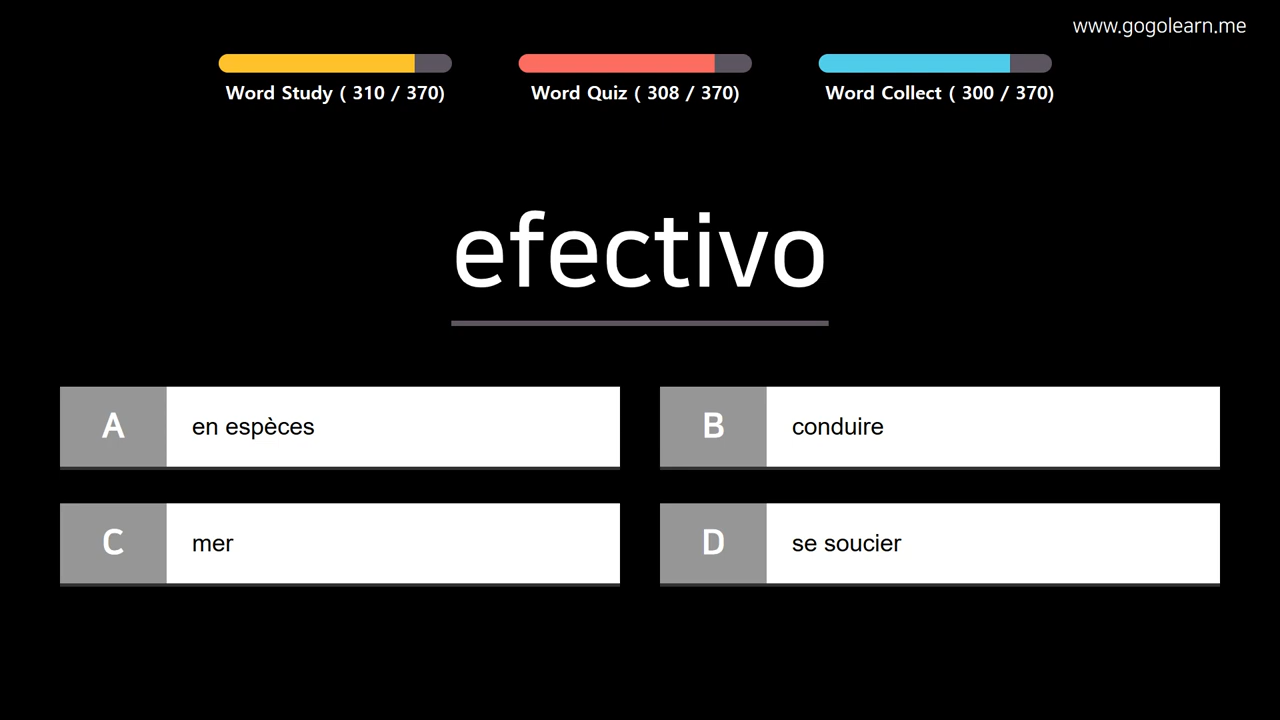 www.gogolearn.me
Word Study ( 310 / 370)
Word Quiz ( 308 / 370)
Word Collect ( 300 / 370)
efectivo
A en espèces
B conduire
C mer
D se soucier